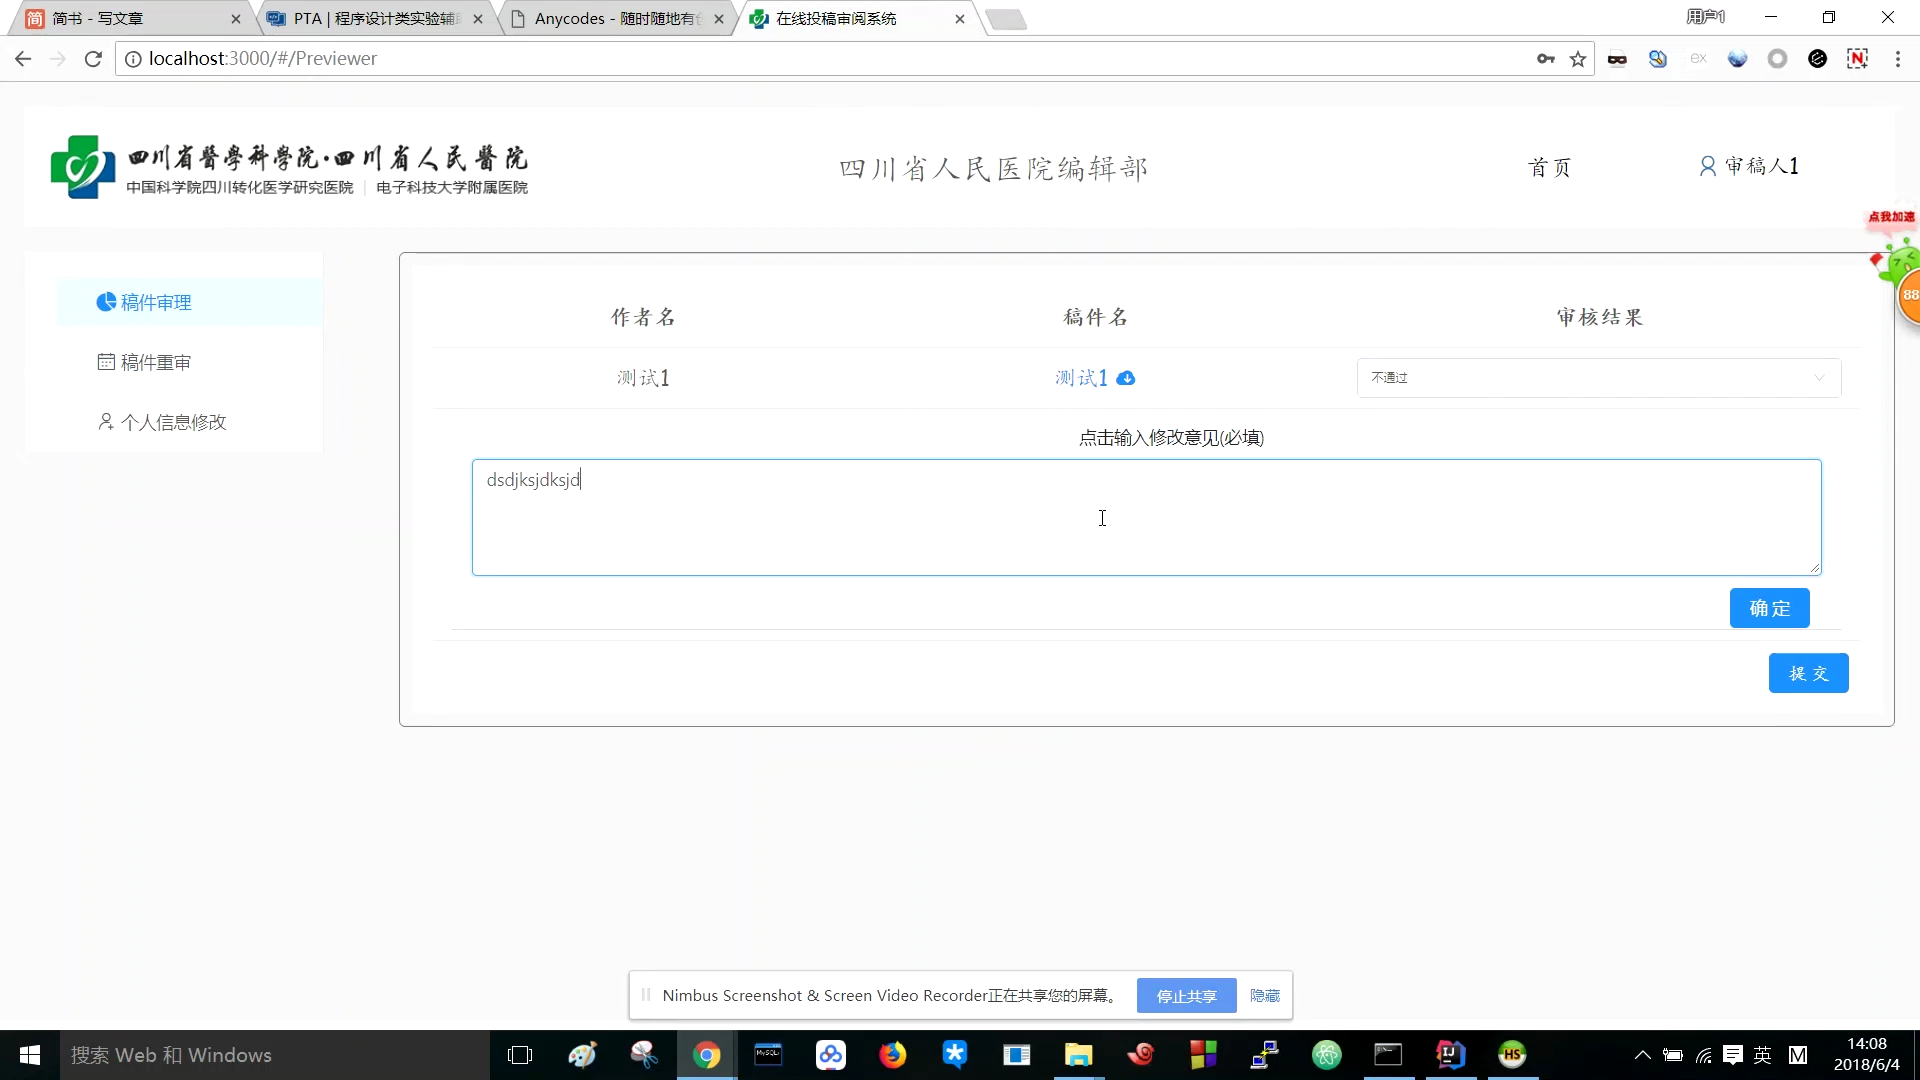 简书 - 写文章
PTA | 程序设计类实验辅
Anycodes - 随时随地有
在线投稿审阅系统
用户1
localhost:3000/#/Previewer
四川省醫學科學院·四川省人民醫院
中国科学院四川转化医学研究医院 | 电子科技大学附属医院
四川省人民医院编辑部
首页
审稿人1
点我加速
88
稿件审理
稿件重审
个人信息修改
作者名
稿件名
审核结果
测试1
测试1
不通过
点击输入修改意见(必填)
dsdjksjdksjd
确 定
提 交
Nimbus Screenshot & Screen Video Recorder正在共享您的屏幕。
停止共享
隐藏
搜索 Web 和 Windows
英
M
14:08
2018/6/4